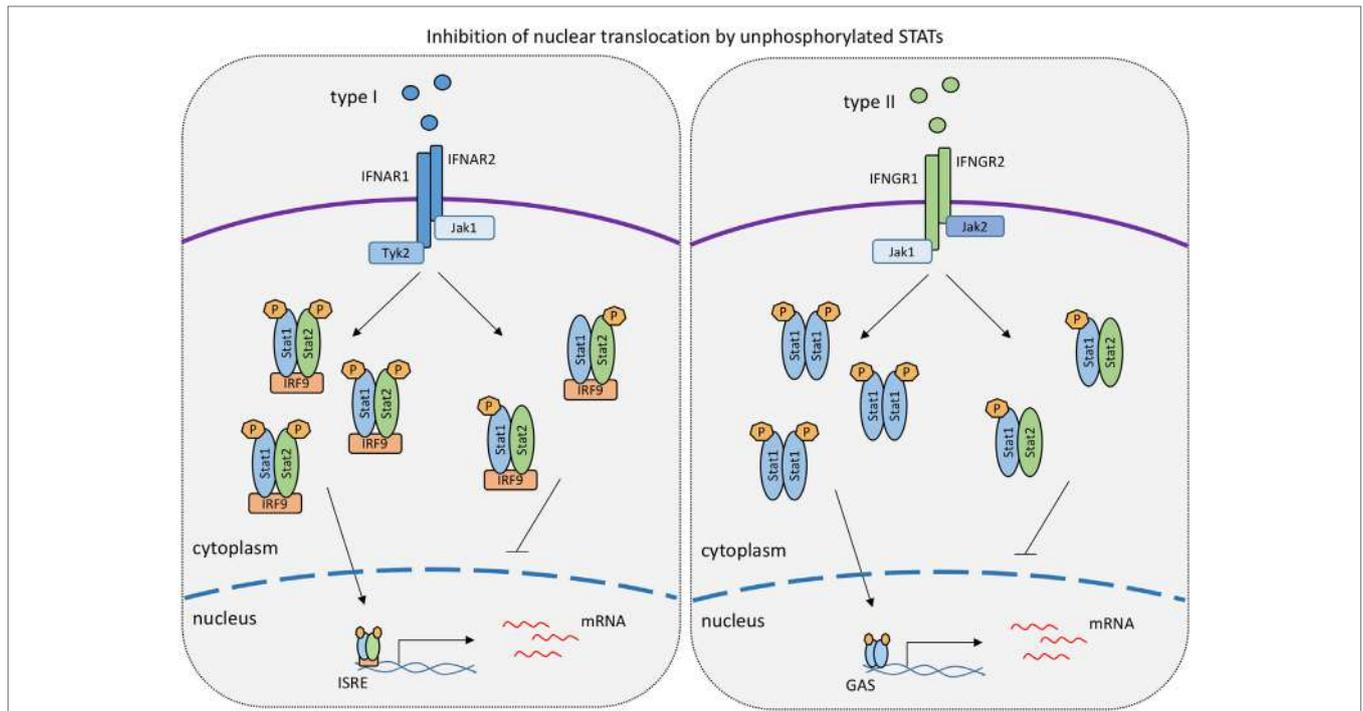 Inhibition of nuclear translocation by unphosphorylated STATs
type I
IFNAR2
IFNAR1
Jak1
Tyk2
P P
Stat1 Stat2
IRF9
P P
Stat1 Stat2
IRF9
P P
Stat1 Stat2
IRF9
P
Stat1 Stat2
IRF9
P
Stat1 Stat2
IRF9
cytoplasm
nucleus
mRNA
ISRE
type II
IFNGR2
IFNGR1
Jak2
Jak1
P P
Stat1 Stat1
P P
Stat1 Stat1
P P
Stat1 Stat1
P
Stat1 Stat2
P
Stat1 Stat2
cytoplasm
nucleus
mRNA
GAS